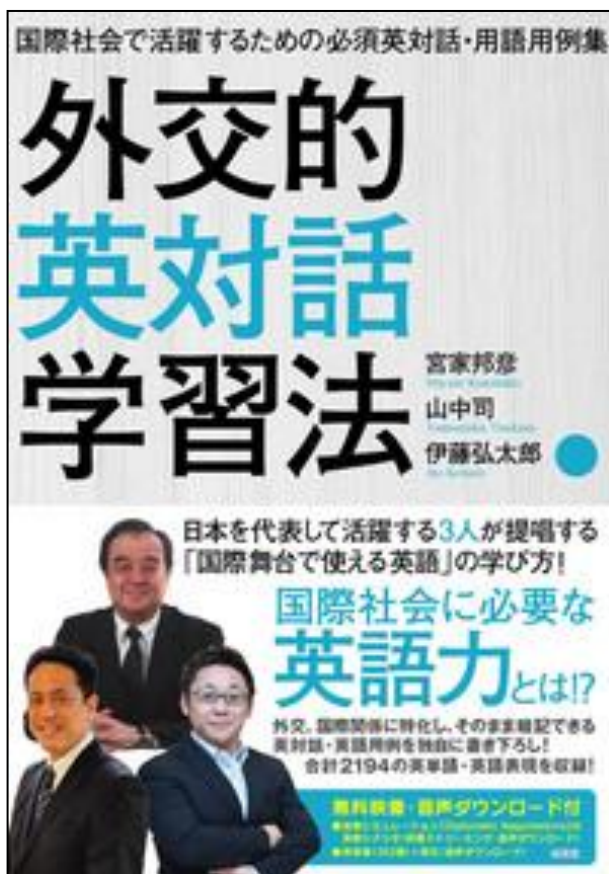 国際社会で活躍するための必須英対話・用語用例集
外交的
英対話
学習法
宮家邦彦
山中司
伊藤弘太郎
日本を代表して活躍する3人が提唱する
「国際舞台で使える英語」の学び方!
国際社会に必要な
英語力とは!?
外交、国際関係に特化し、そのまま暗記できる
英対話・英語用例を独自に書き下ろし!
合計2194の英単語・英語表現を収録!
無料映像・音声ダウンロード付